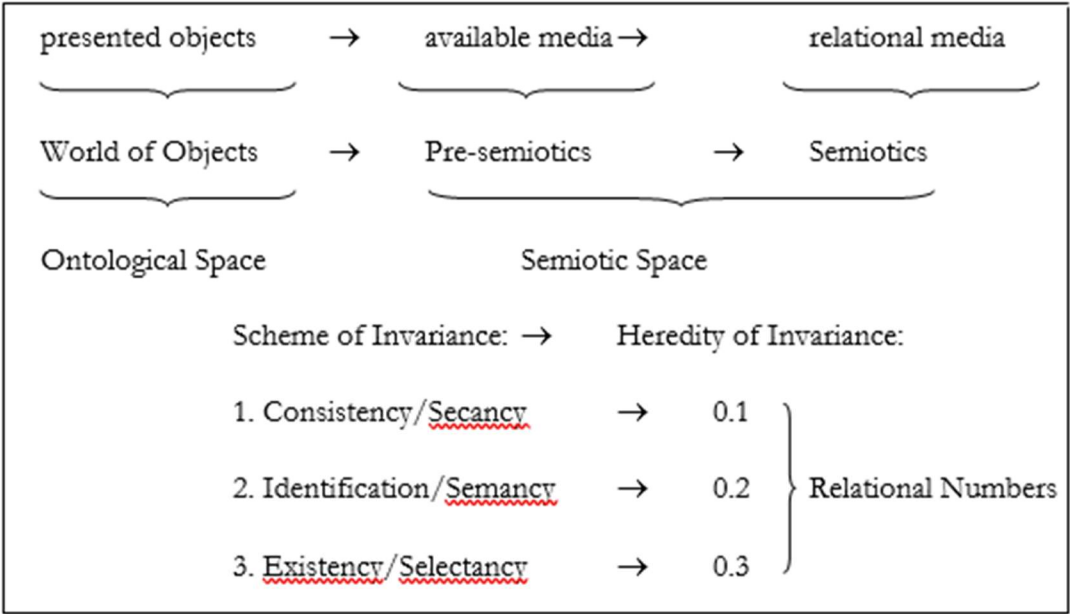 presented objects → available media → relational media
World of Objects → Pre-semiotics → Semiotics
Ontological Space Semiotic Space
Scheme of Invariance: → Heredity of Invariance:
1. Consistency/Secancy → 0.1
2. Identification/Semancy → 0.2 Relational Numbers
3. Existency/Selectancy → 0.3